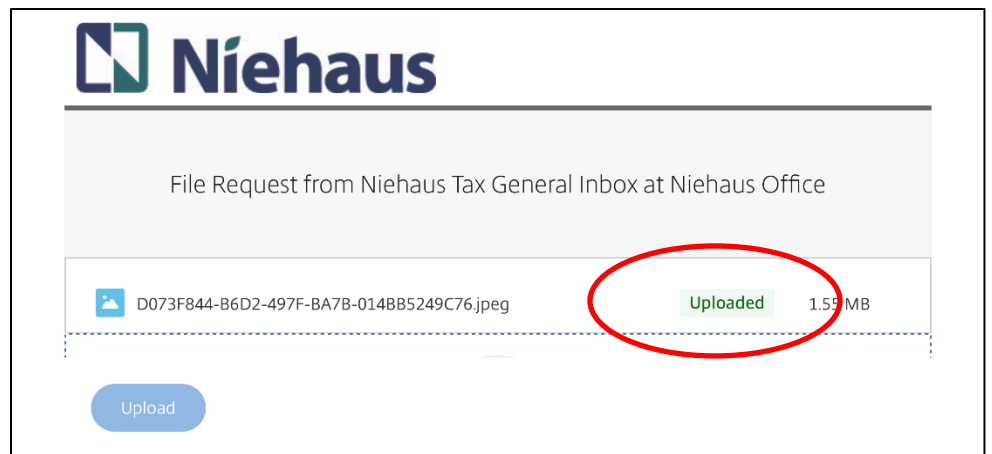 Niehaus
File Request from Niehaus Tax General Inbox at Niehaus Office
D073F844-B6D2-497F-BA7B-014BB5249C76.jpeg Uploaded 1.55 MB
Upload